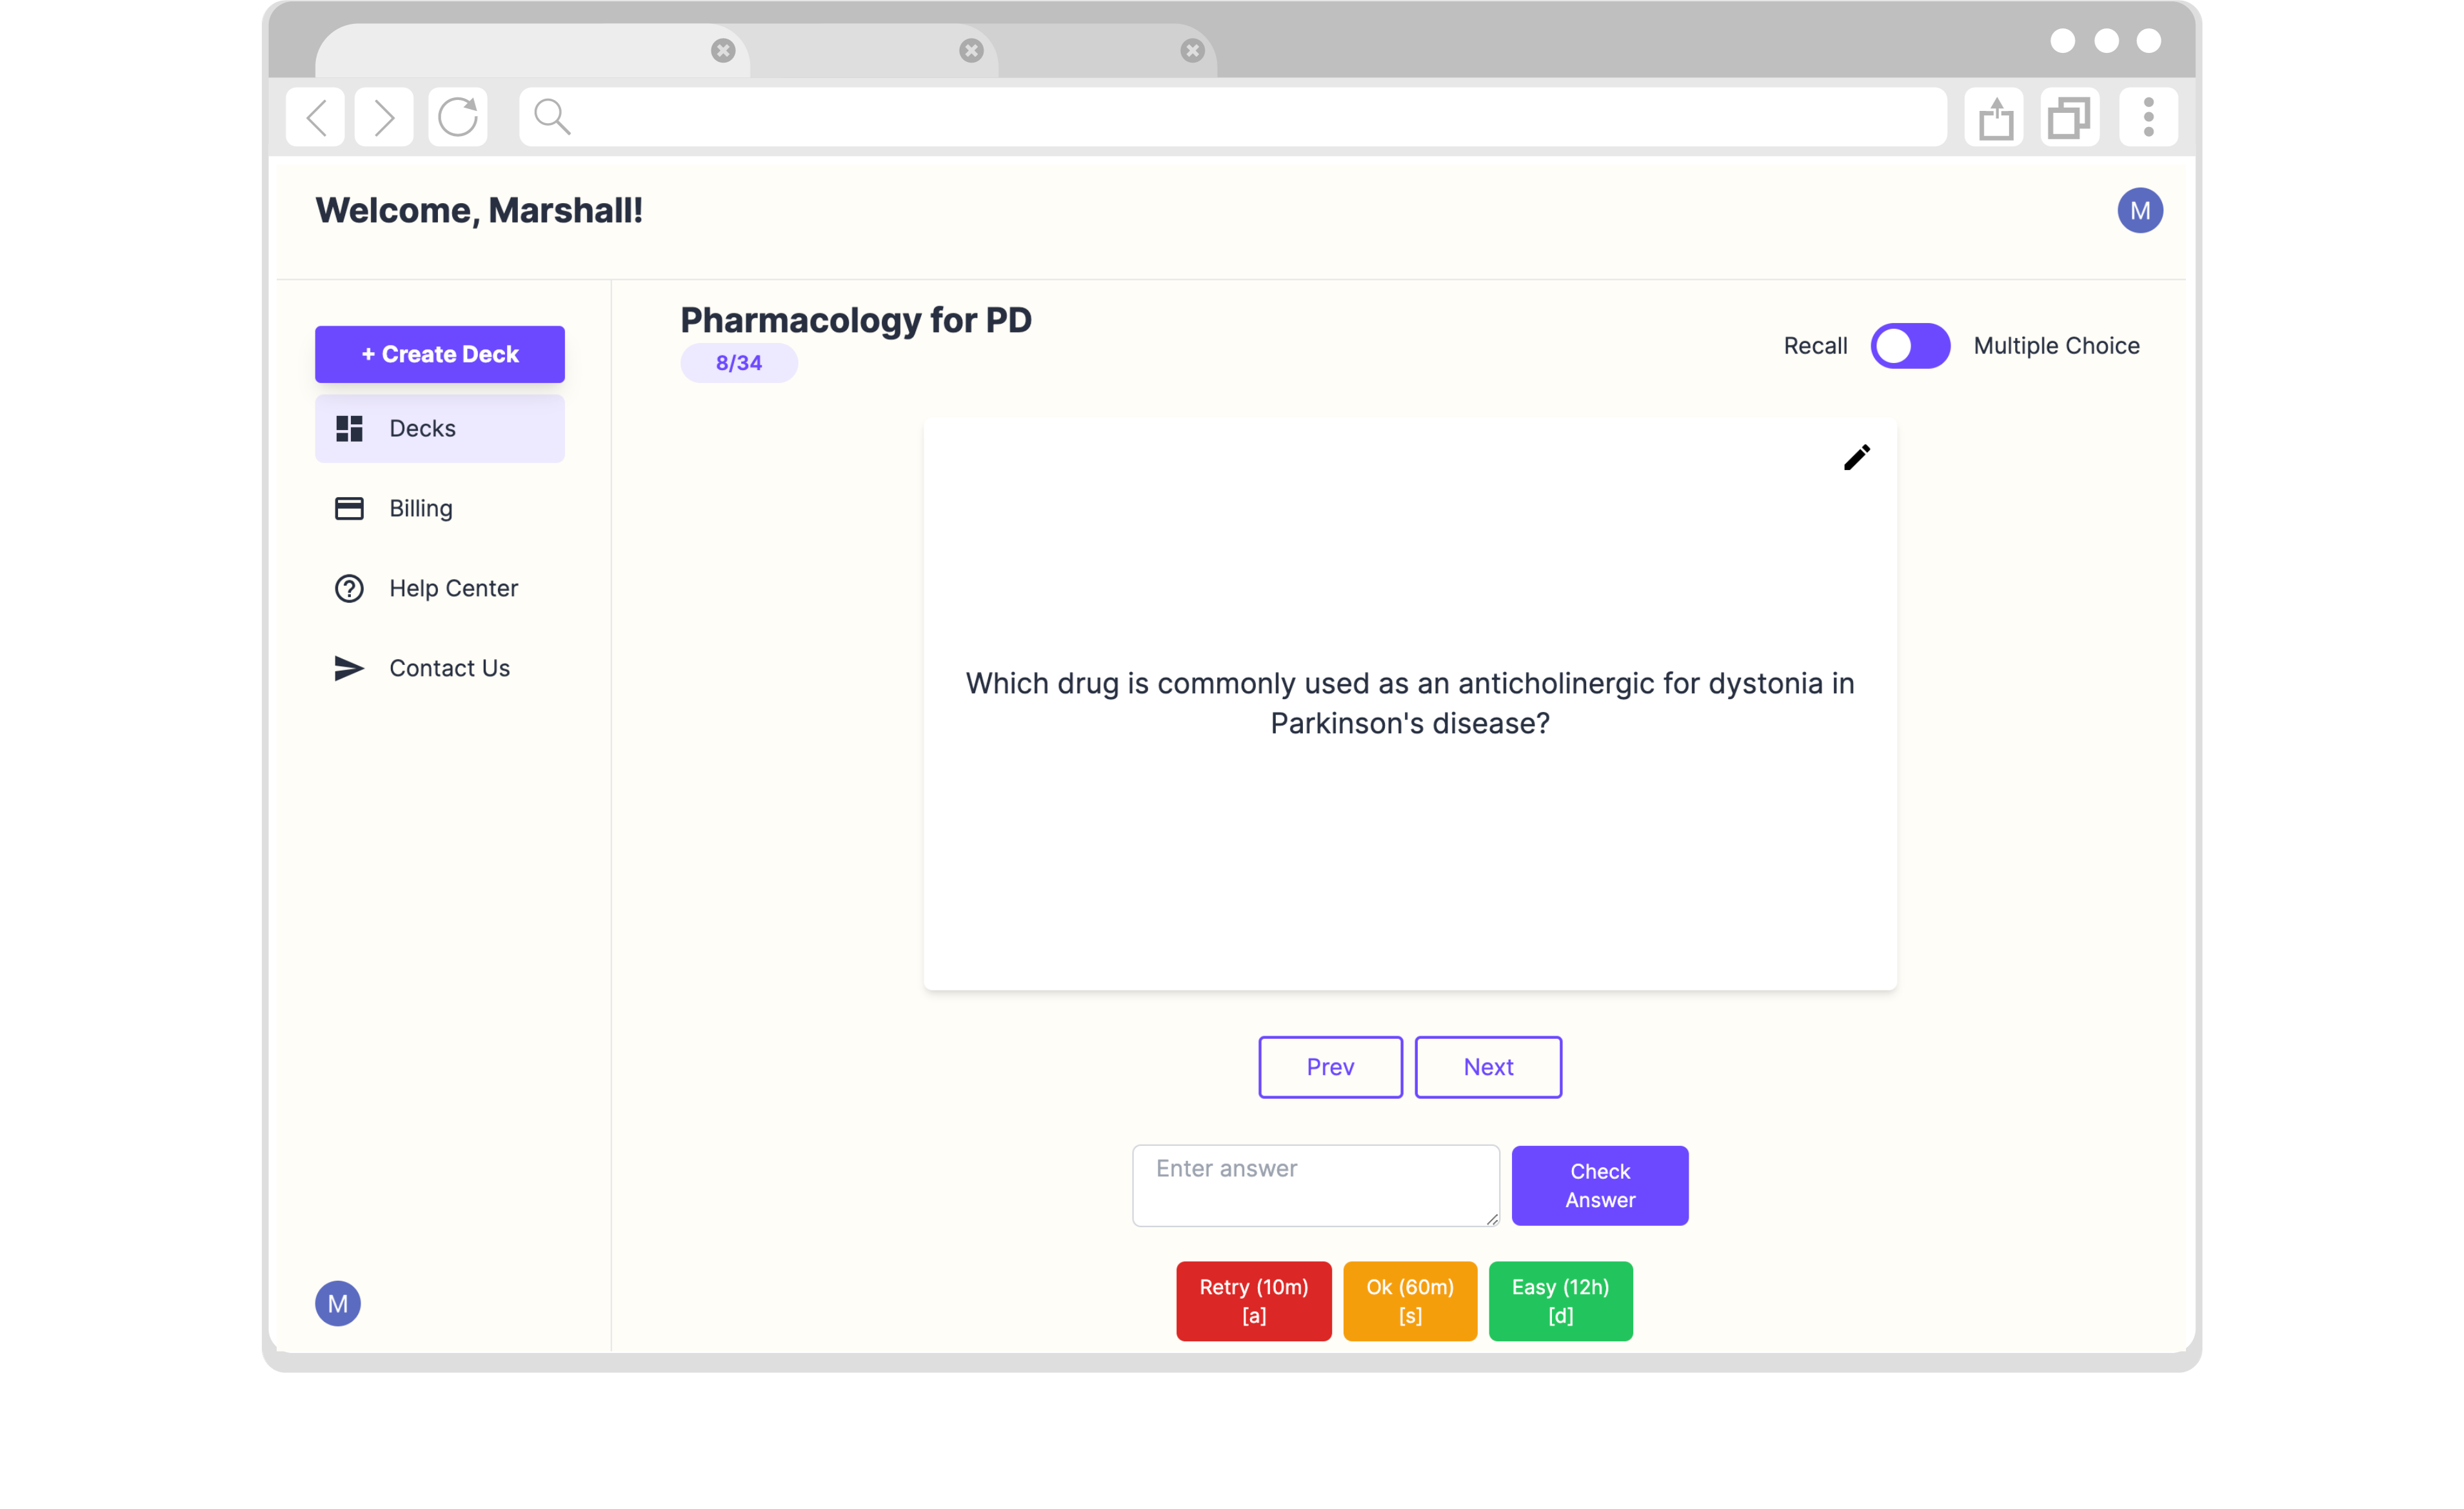 Welcome, Marshall!
M
+ Create Deck
Decks
Billing
Help Center
Contact Us
M
Pharmacology for PD
8/34
Recall
Multiple Choice
Which drug is commonly used as an anticholinergic for dystonia in
Parkinson's disease?
Prev
Next
Enter answer
Check
Answer
Retry (10m)
[a]
Ok (60m)
[s]
Easy (12h)
[d]